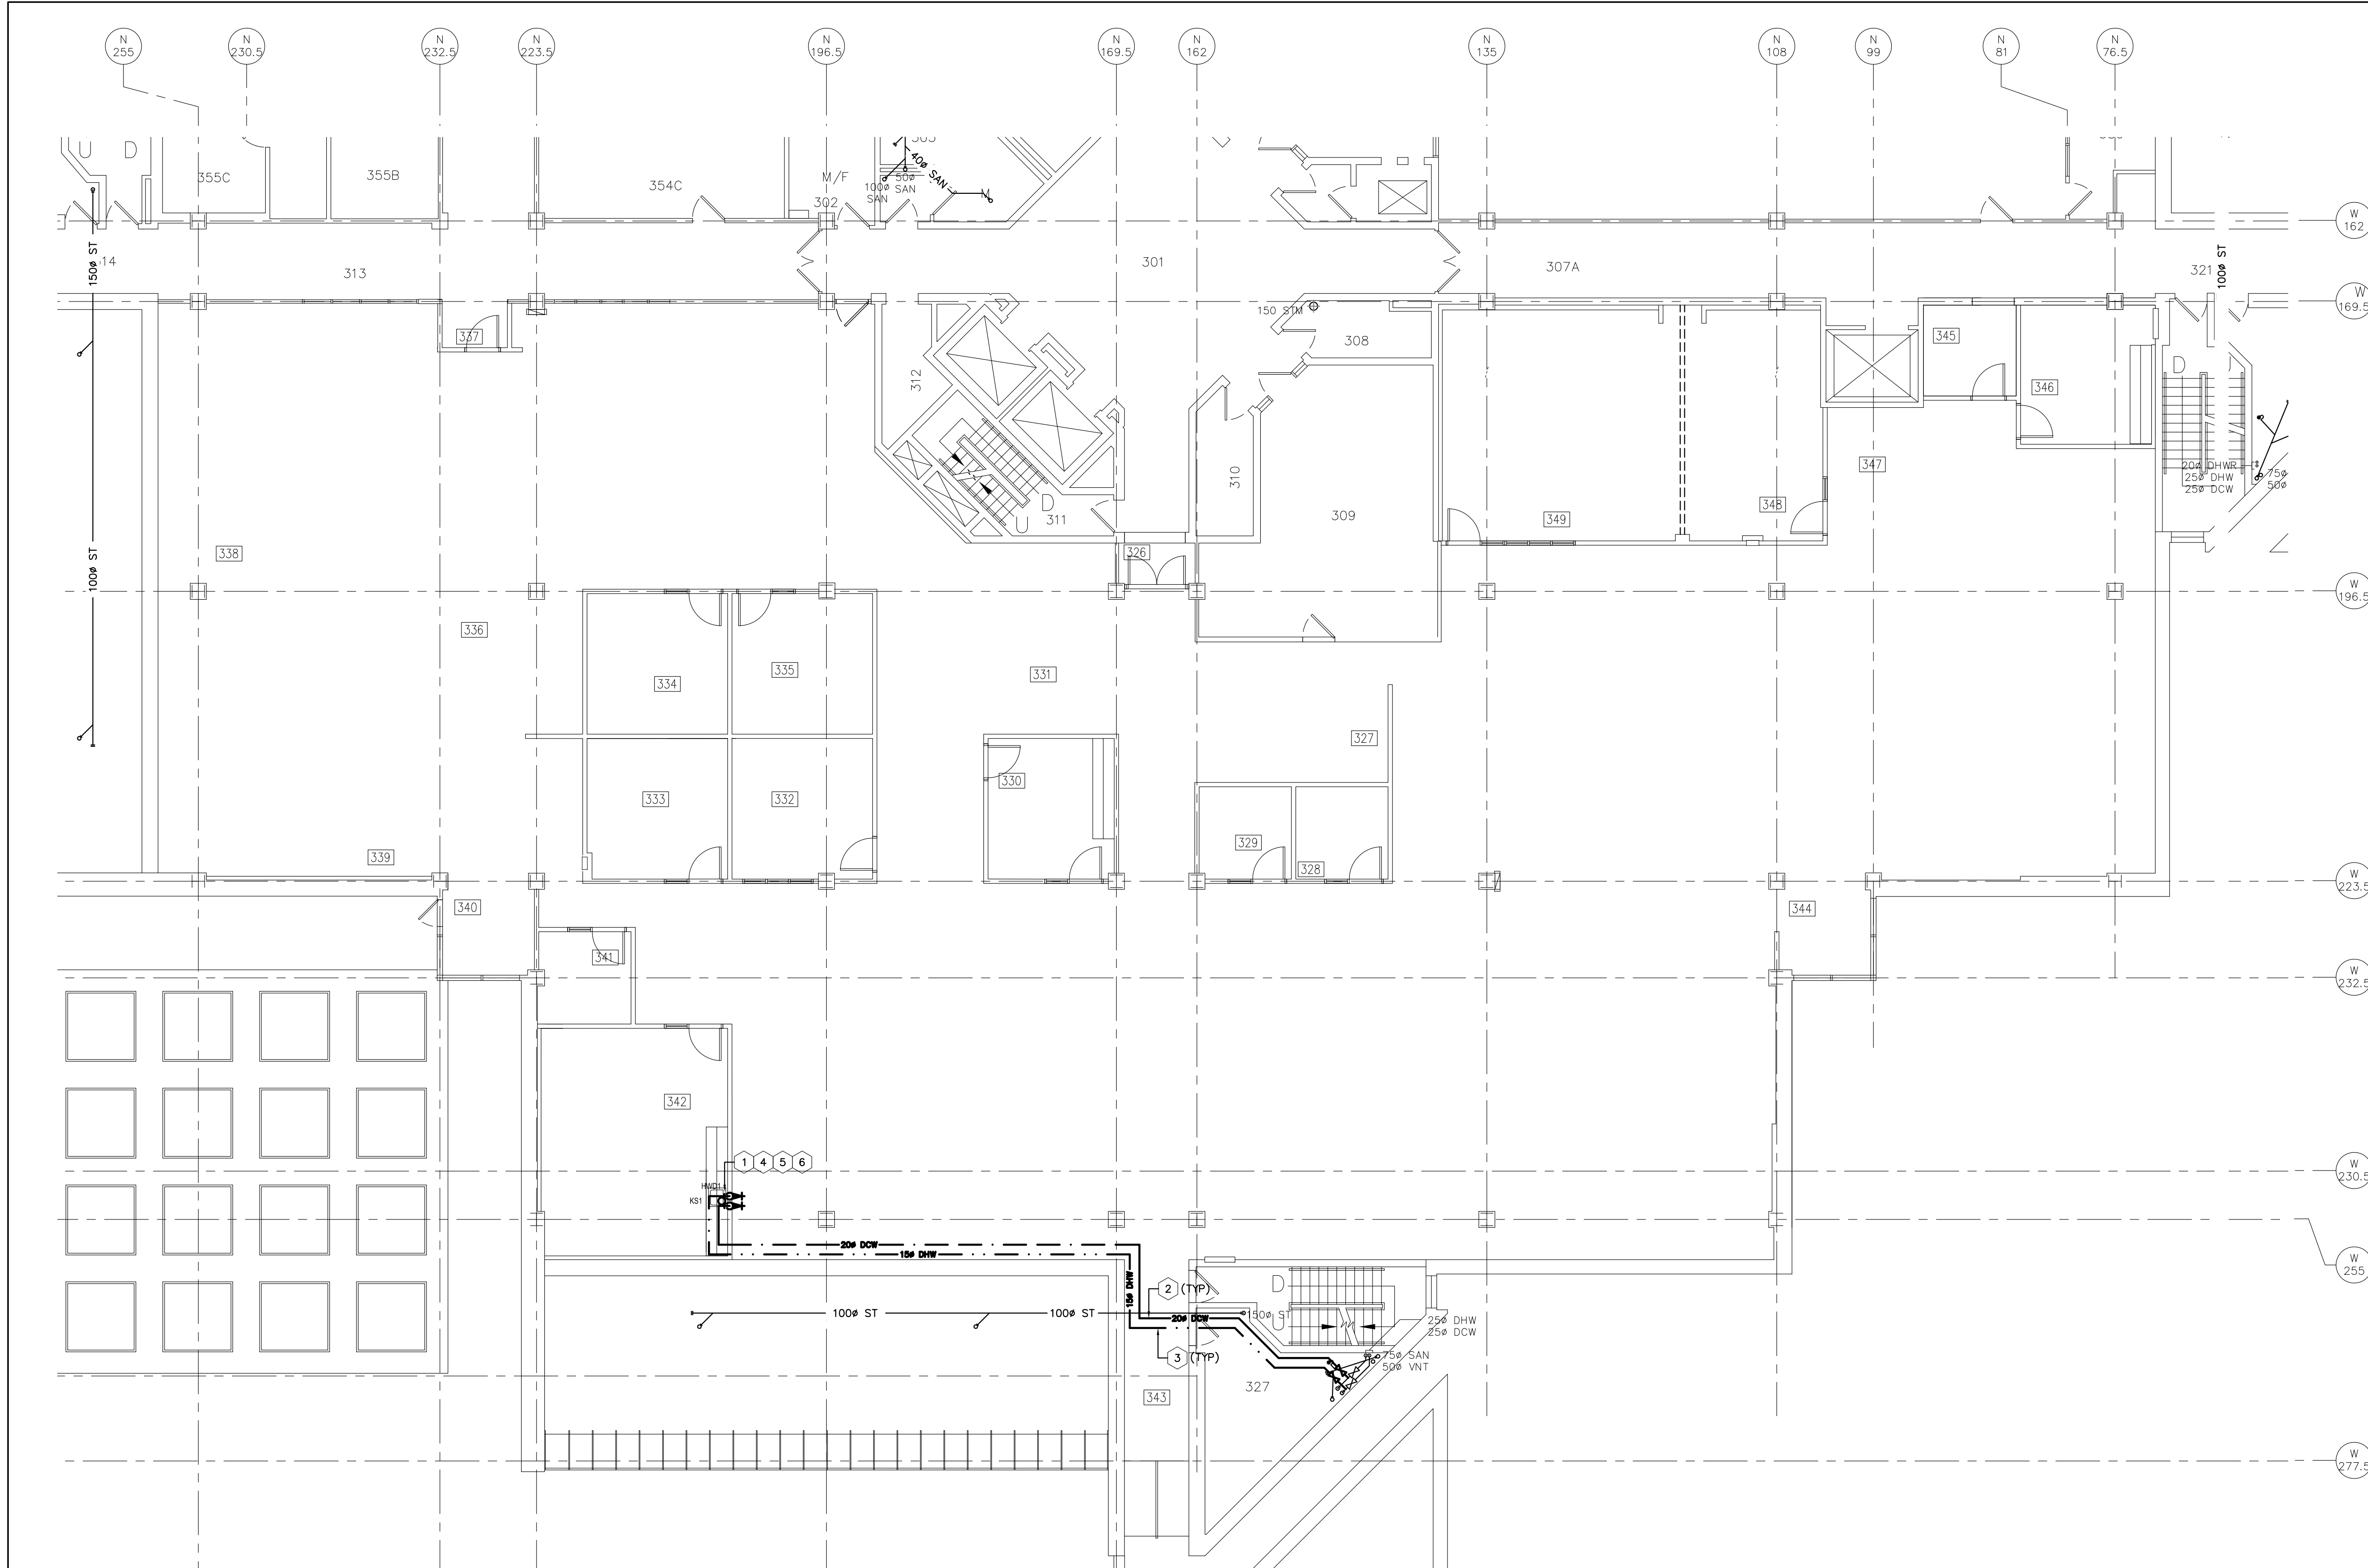 N
255
N
230.5
N
232.5
N
223.5
N
196.5
N
169.5
N
162
N
135
N
108
N
99
N
81
N
76.5
U D
355C
355B
354C
M/F
302
100ø
SAN
50ø
SAN
40ø SAN
M
W
162
150ø ST
14
313
301
307A
321
100ø ST
W
169.5
337
150 STM
308
345
312
346
D
310
347
20ø DHWR
25ø DHW
25ø DCW
75ø
50ø
348
349
309
D
U
311
326
338
100ø ST
W
196.5
336
334
335
331
327
333
332
330
329
328
339
W
223.5
340
344
341
W
232.5
342
1 4 5 6
W
230.5
HWD1
KS1
20ø DCW
15ø DHW
W
255
15ø DHW
2 (TYP)
D
100ø ST
100ø ST
20ø DCW
150ø ST
U
25ø DHW
25ø DCW
3 (TYP)
75ø SAN
50ø VNT
343
327
W
277.5